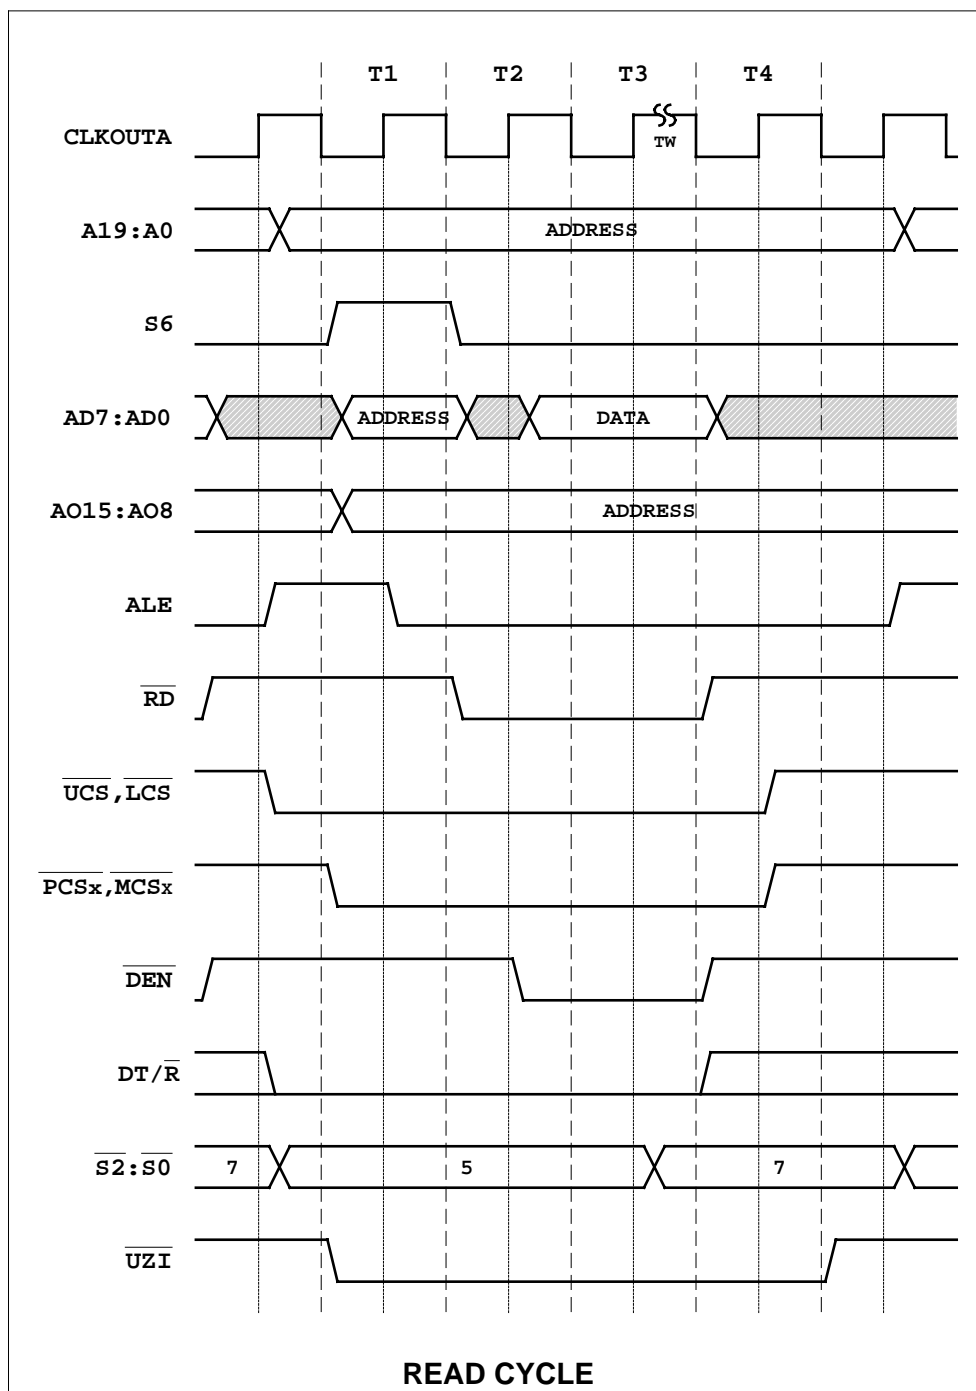 T1 T2 T3 T4
CLKOUTA
TW
A19:A0
ADDRESS
S6
AD7:AD0
ADDRESS
DATA
AO15:AO8
ADDRESS
ALE
RD
UCS,LCS
PCSx,MCSx
DEN
DT/R
S2:S0
7 5 7
UZI
READ CYCLE